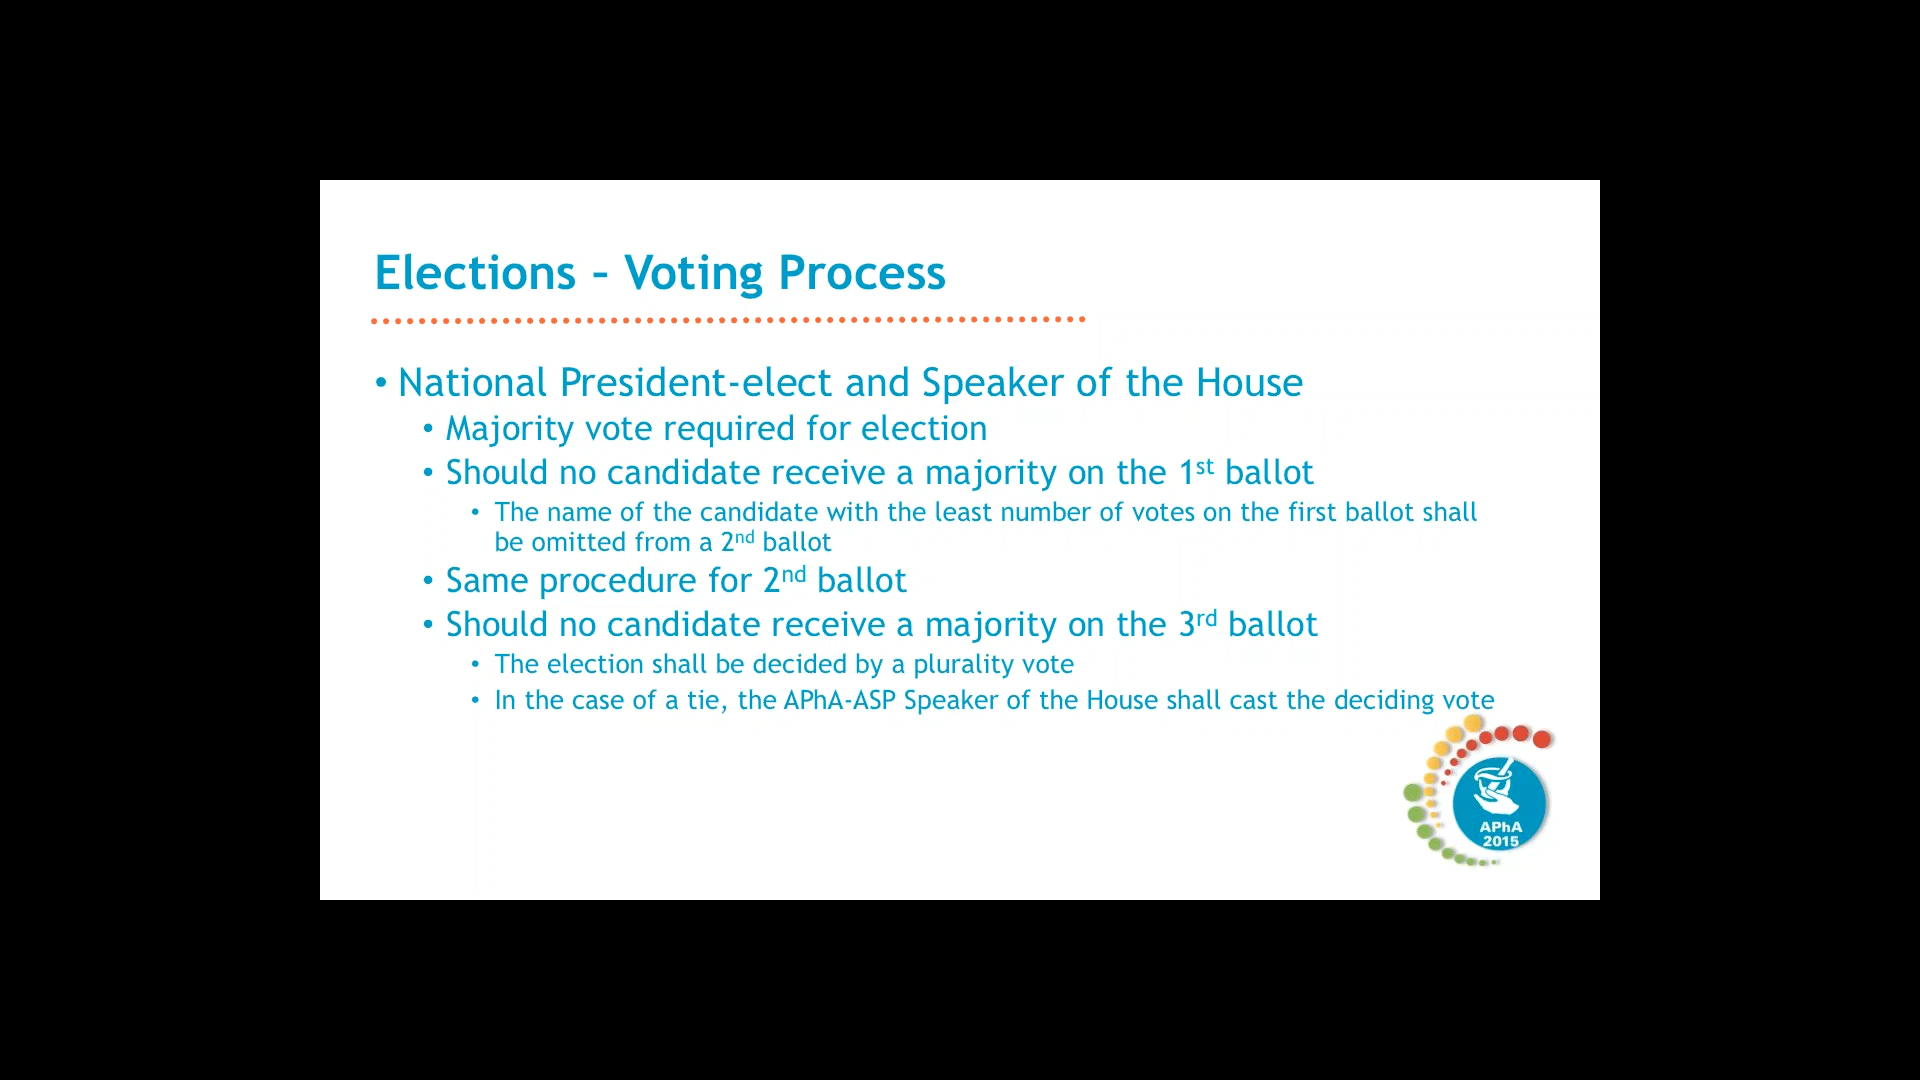 Elections – Voting Process
• National President-elect and Speaker of the House
• Majority vote required for election
• Should no candidate receive a majority on the 1st ballot
• The name of the candidate with the least number of votes on the first ballot shall
be omitted from a 2nd ballot
• Same procedure for 2nd ballot
• Should no candidate receive a majority on the 3rd ballot
• The election shall be decided by a plurality vote
• In the case of a tie, the APhA-ASP Speaker of the House shall cast the deciding vote
APhA
2015